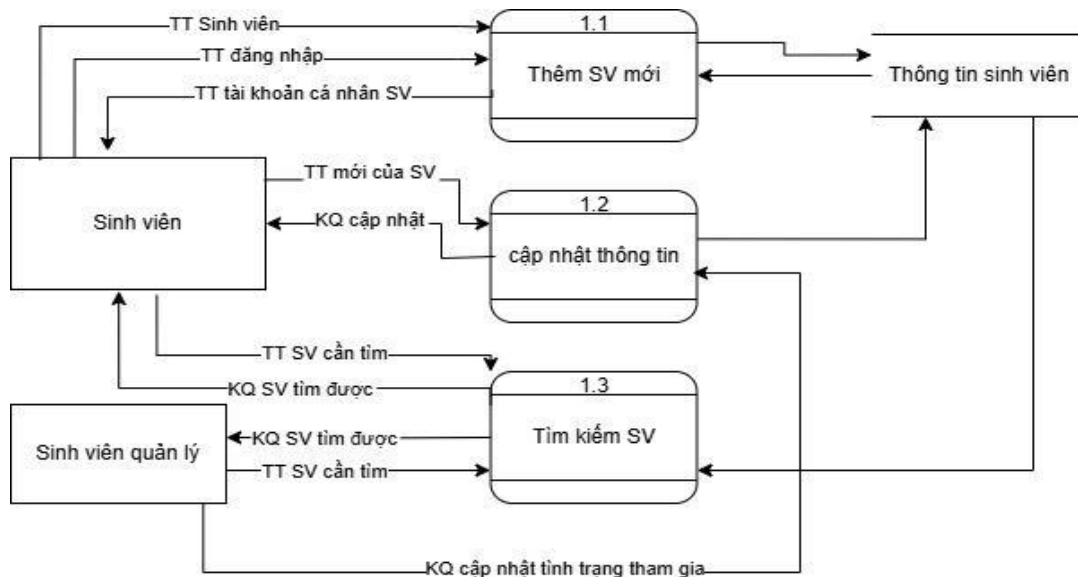 TT Sinh viên
1.1
TT đăng nhập
Thêm SV mới
Thông tin sinh viên
TT tài khoản cá nhân SV
TT mới của SV
1.2
Sinh viên
KQ cập nhật
cập nhật thông tin
TT SV cần tìm
KQ SV tìm được
1.3
Sinh viên quản lý
KQ SV tìm được
Tìm kiếm SV
TT SV cần tìm
KQ cập nhật tình trạng tham gia